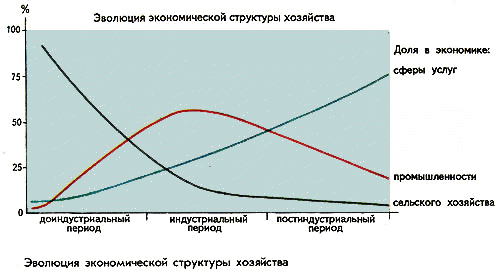 %
Эволюция экономической структуры хозяйства
100
75
50
25
0
Доля в экономике:
сферы услуг
промышленности
сельского хозяйства
доиндустриальный
период
индустриальный
период
постиндустриальный
период
Эволюция экономической структуры хозяйства